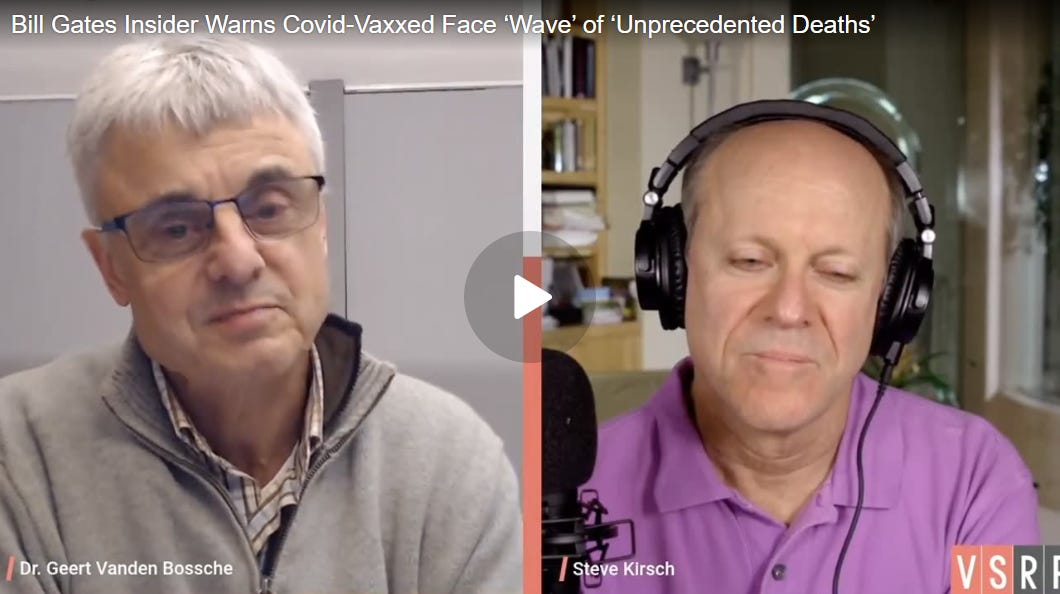 Bill Gates Insider Warns Covid-Vaxxed Face ‘Wave’ of ‘Unprecedented Deaths’
Dr. Geert Vanden Bossche
Steve Kirsch
VSRF